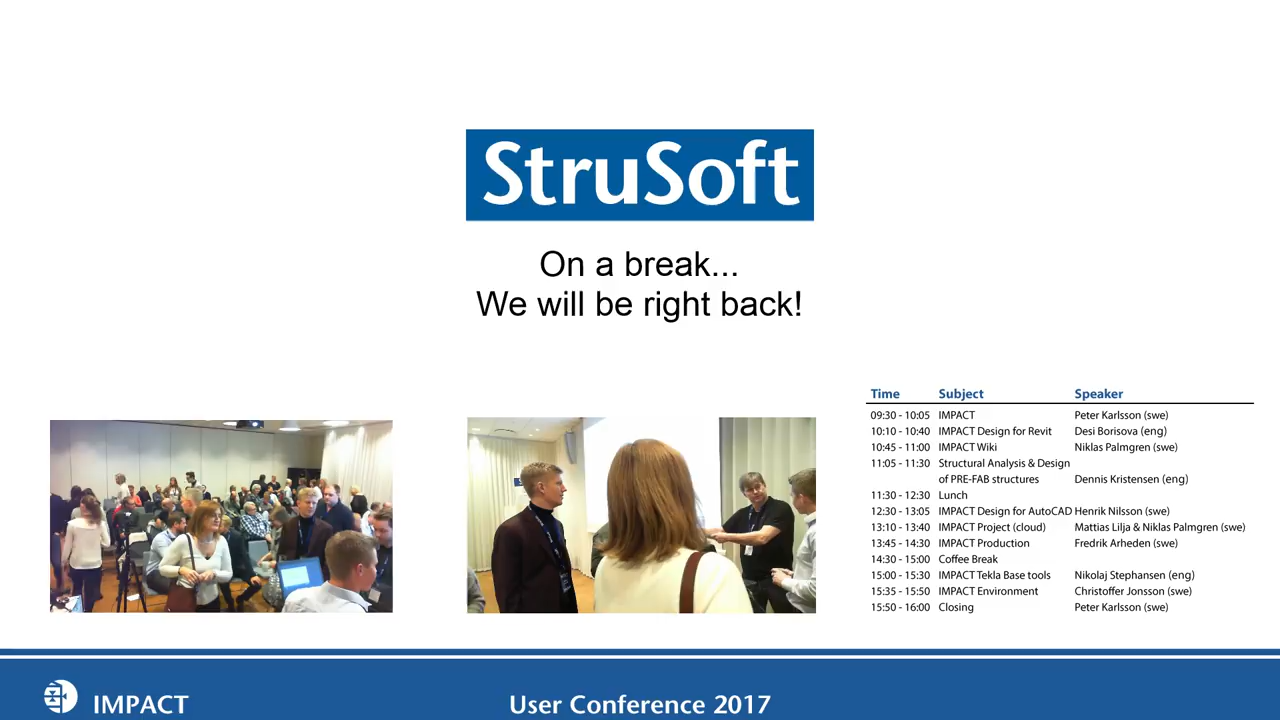 StruSoft
On a break...
We will be right back!
Time Subject Speaker
09:30 - 10:05 IMPACT Peter Karlsson (swe)
10:10 - 10:40 IMPACT Design for Revit Desi Borisova (eng)
10:45 - 11:00 IMPACT Wiki Niklas Palmgren (swe)
11:05 - 11:30 Structural Analysis & Design
of PRE-FAB structures Dennis Kristensen (eng)
11:30 - 12:30 Lunch
12:30 - 13:05 IMPACT Design for AutoCAD Henrik Nilsson (swe)
13:10 - 13:40 IMPACT Project (cloud) Mattias Lilja & Niklas Palmgren (swe)
13:45 - 14:30 IMPACT Production Fredrik Arheden (swe)
14:30 - 15:00 Coffee Break
15:00 - 15:30 IMPACT Tekla Base tools Nikolaj Stephansen (eng)
15:35 - 15:50 IMPACT Environment Christoffer Jonsson (swe)
15:50 - 16:00 Closing Peter Karlsson (swe)
IMPACT User Conference 2017